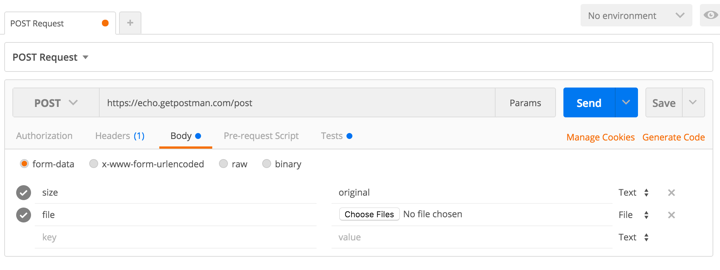 POST Request
+
No environment
POST Request
POST
https://echo.getpostman.com/post
Params
Send
Save
Authorization Headers (1) Body Pre-request Script Tests Manage Cookies Generate Code
form-data x-www-form-urlencoded raw binary
size original Text
file Choose Files No file chosen File
key value Text